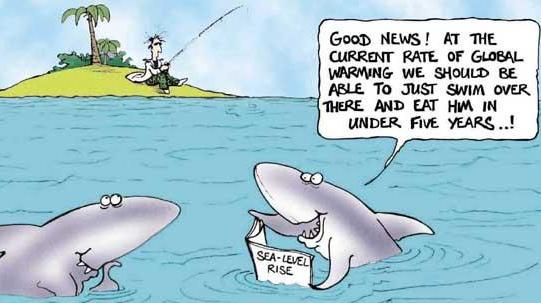 GOOD NEWS! AT THE
CURRENT RATE OF GLOBAL
WARMING WE SHOULD BE
ABLE TO JUST SWIM OVER
THERE AND EAT HIM IN
UNDER FIVE YEARS..!
SEA-LEVEL
RISE